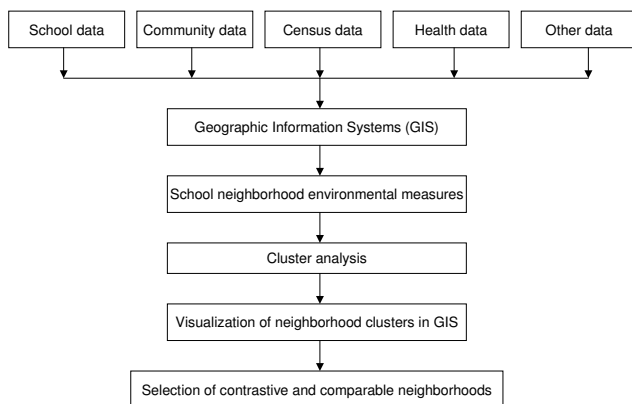 School data
Community data
Census data
Health data
Other data
Geographic Information Systems (GIS)
School neighborhood environmental measures
Cluster analysis
Visualization of neighborhood clusters in GIS
Selection of contrastive and comparable neighborhoods